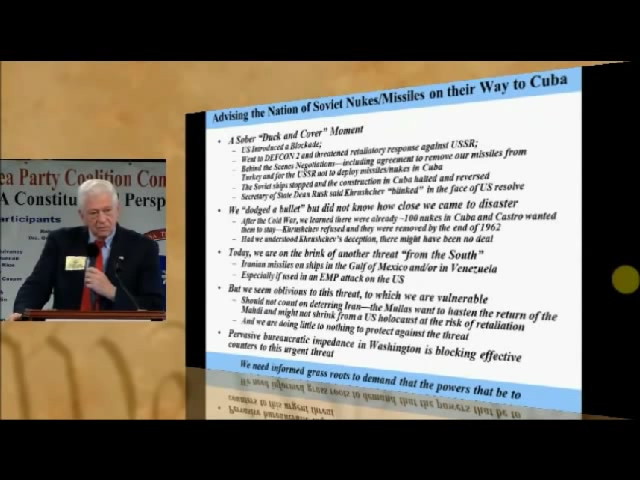 Advising the Nation of Soviet Nukes/Missiles on their Way to Cuba
• A Sober "Duck and Cover" Moment
– US Introduced a Blockade;
– Went to DEFCON 2 and threatened retaliatory response against USSR;
– Behind the Scenes Negotiations—including agreement to remove our missiles from
Turkey and for the USSR not to deploy missiles/nukes in Cuba
– The Soviet ships stopped and the construction in Cuba halted and reversed
– Secretary of State Dean Rusk said Khrushchev "blinked" in the face of US resolve
• We "dodged a bullet" but did not know how close we came to disaster
– After the Cold War, we learned there were already ~100 nukes in Cuba and Castro wanted
them to stay—Khrushchev refused and they were removed by the end of 1962
– Had we understood Khrushchev's deception, there might have been no deal
• Today, we are on the brink of another threat "from the South"
– Iranian missiles on ships in the Gulf of Mexico and/or in Venezuela
– Especially if used in an EMP attack on the US
• But we seem oblivious to this threat, to which we are vulnerable
– Should not count on deterring Iran—the Mullas want to hasten the return of the
Mahdi and might not shrink from a US holocaust at the risk of retaliation
– And we are doing little to nothing to protect against the threat
• Pervasive bureaucratic impedance in Washington is blocking effective
counters to this urgent threat
We need informed grass roots to demand that the powers that be to
ea Party Coalition Con
A Constitu Persp
articipants